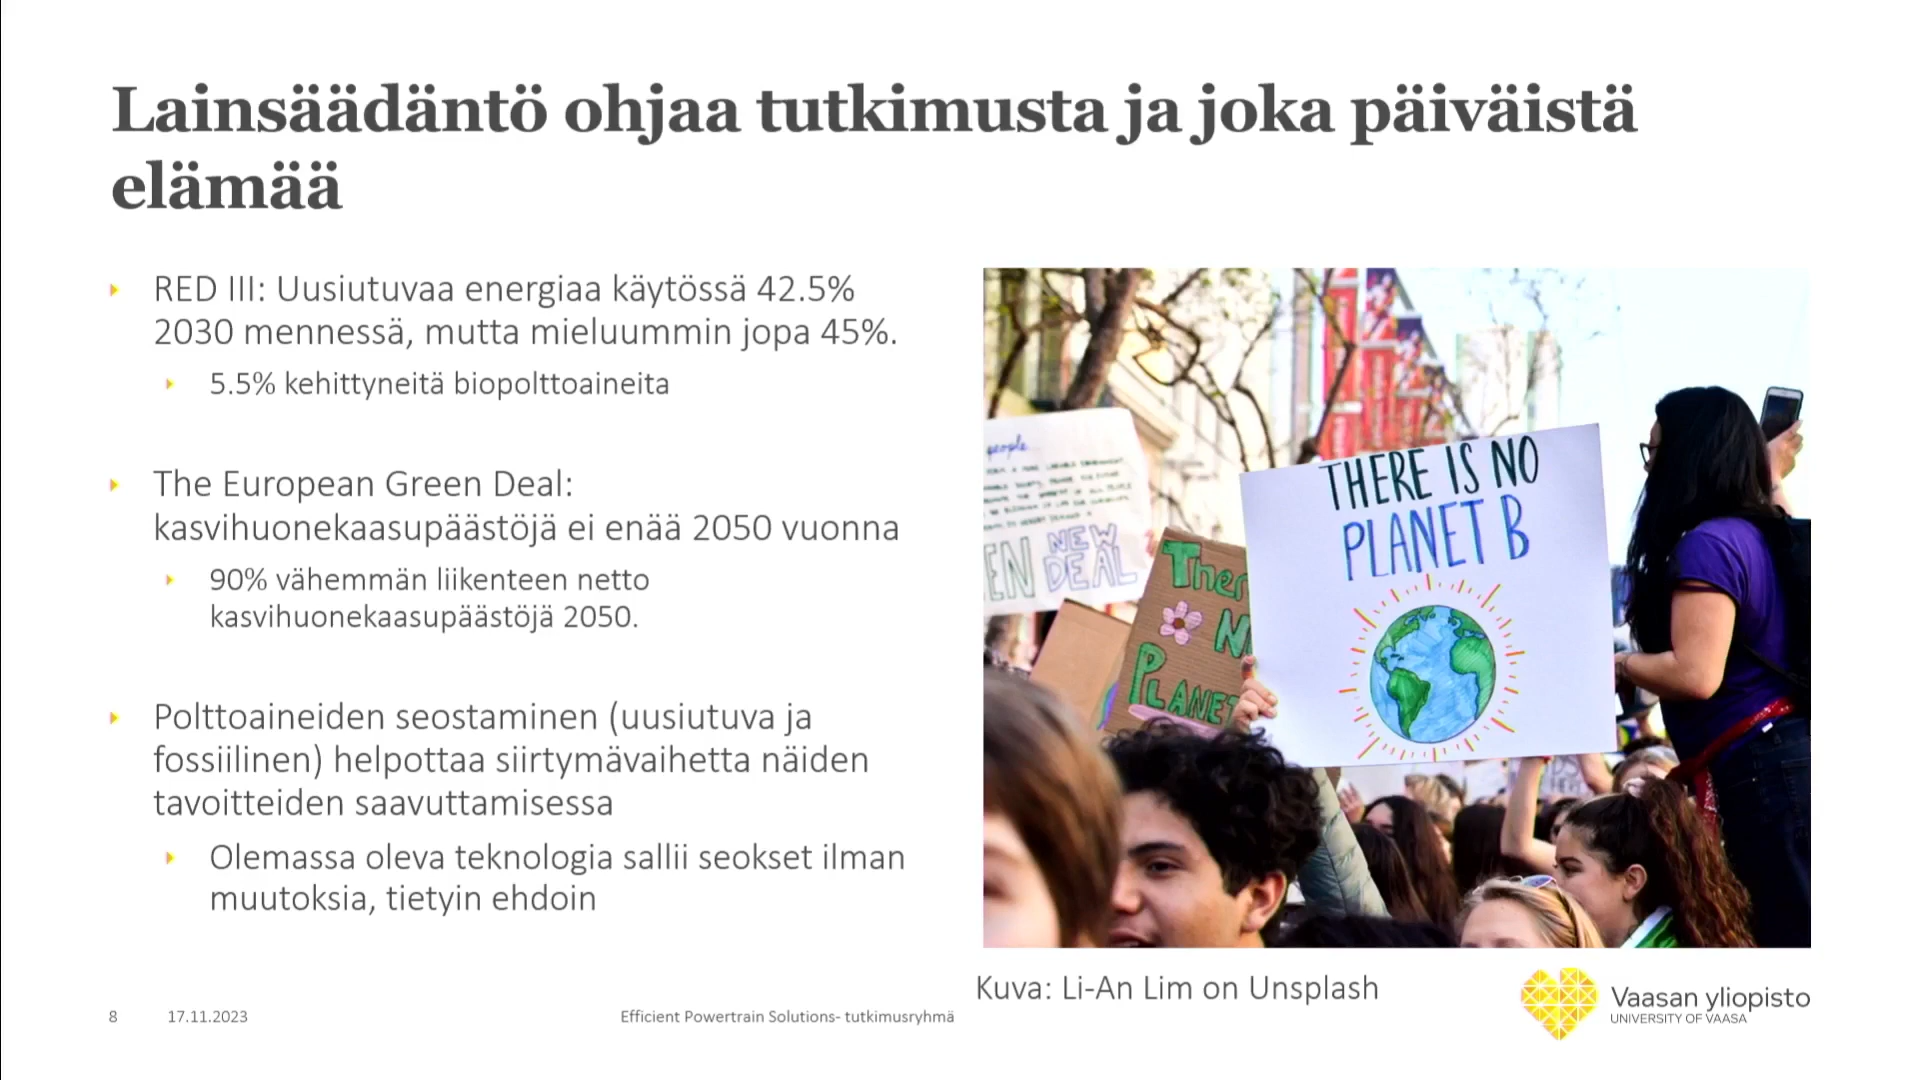 Lainsäädäntö ohjaa tutkimusta ja joka päiväistä
elämää
RED III: Uusiutuvaa energiaa käytössä 42.5%
2030 mennessä, mutta mieluummin jopa 45%.
5.5% kehittyneitä biopolttoaineita
The European Green Deal:
kasvihuonekaasupäästöjä ei enää 2050 vuonna
90% vähemmän liikenteen netto
kasvihuonekaasupäästöjä 2050.
Polttoaineiden seostaminen (uusiutuva ja
fossiilinen) helpottaa siirtymävaihetta näiden
tavoitteiden saavuttamisessa
Olemassa oleva teknologia sallii seokset ilman
muutoksia, tietyin ehdoin
people
NEW
DEAL
PLANET
THERE IS NO
PLANET B
Kuva: Li-An Lim on Unsplash
8
17.11.2023
Efficient Powertrain Solutions- tutkimusryhmä
Vaasan yliopisto
UNIVERSITY OF VAASA